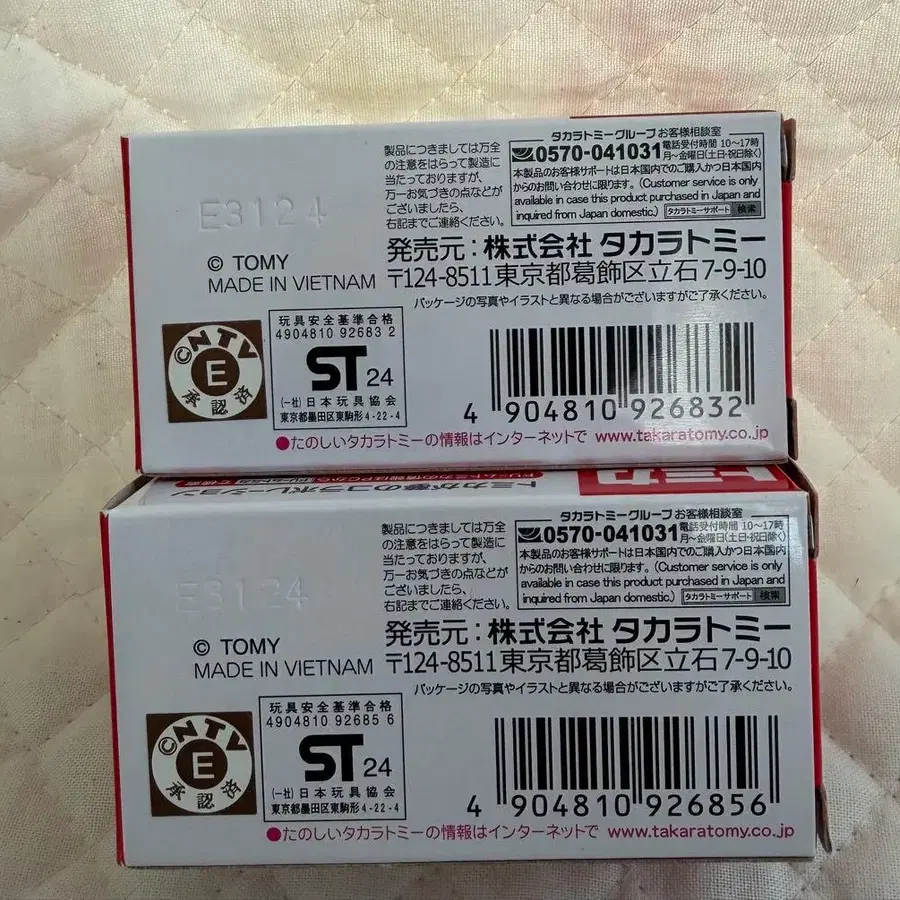 製品につきましては万全
の注意をはらって製造に
当たっておりますが、
万一お気づきの点などが
ございましたら、
右記までご連絡ください。
タカラトミーグループ お客様相談室
0570-041031 電話受付時間 10〜17時
月〜金曜日(土日・祝日除く)
本製品のお客様サポートは日本国内でのご購入かつ日本国内
からのお問い合わせに限ります。(Customer service is only
available in case this product purchased in Japan and
inquired from Japan domestic.) タカラトミーサポート 検索
E3124
© TOMY
MADE IN VIETNAM
発売元:株式会社 タカラトミー
〒124-8511東京都葛飾区立石7-9-10
パッケージの写真やイラストと異なる場合がございますがご了承ください。
CNTV
E
承認済
玩具安全基準合格
4904810 92683 2
ST 24
(一社)日本玩具協会
東京都墨田区東駒形4-22-4
4 904810 926832
●たのしいタカラトミーの情報はインターネットで www.takaratomy.co.jp
トミカ
トミカが夢のコラボレーション
製品につきましては万全
の注意をはらって製造に
当たっておりますが、
万一お気づきの点などが
ございましたら、
右記までご連絡ください。
タカラトミーグループ お客様相談室
0570-041031 電話受付時間 10〜17時
月〜金曜日(土日・祝日除く)
本製品のお客様サポートは日本国内でのご購入かつ日本国内
からのお問い合わせに限ります。(Customer service is only
available in case this product purchased in Japan and
inquired from Japan domestic.) タカラトミーサポート 検索
E3124
© TOMY
MADE IN VIETNAM
発売元:株式会社 タカラトミー
〒124-8511東京都葛飾区立石7-9-10
パッケージの写真やイラストと異なる場合がございますがご了承ください。
CNTV
E
承認済
玩具安全基準合格
4904810 92685 6
ST 24
(一社)日本玩具協会
東京都墨田区東駒形4-22-4
4 904810 926856
●たのしいタカラトミーの情報はインターネットで www.takaratomy.co.jp